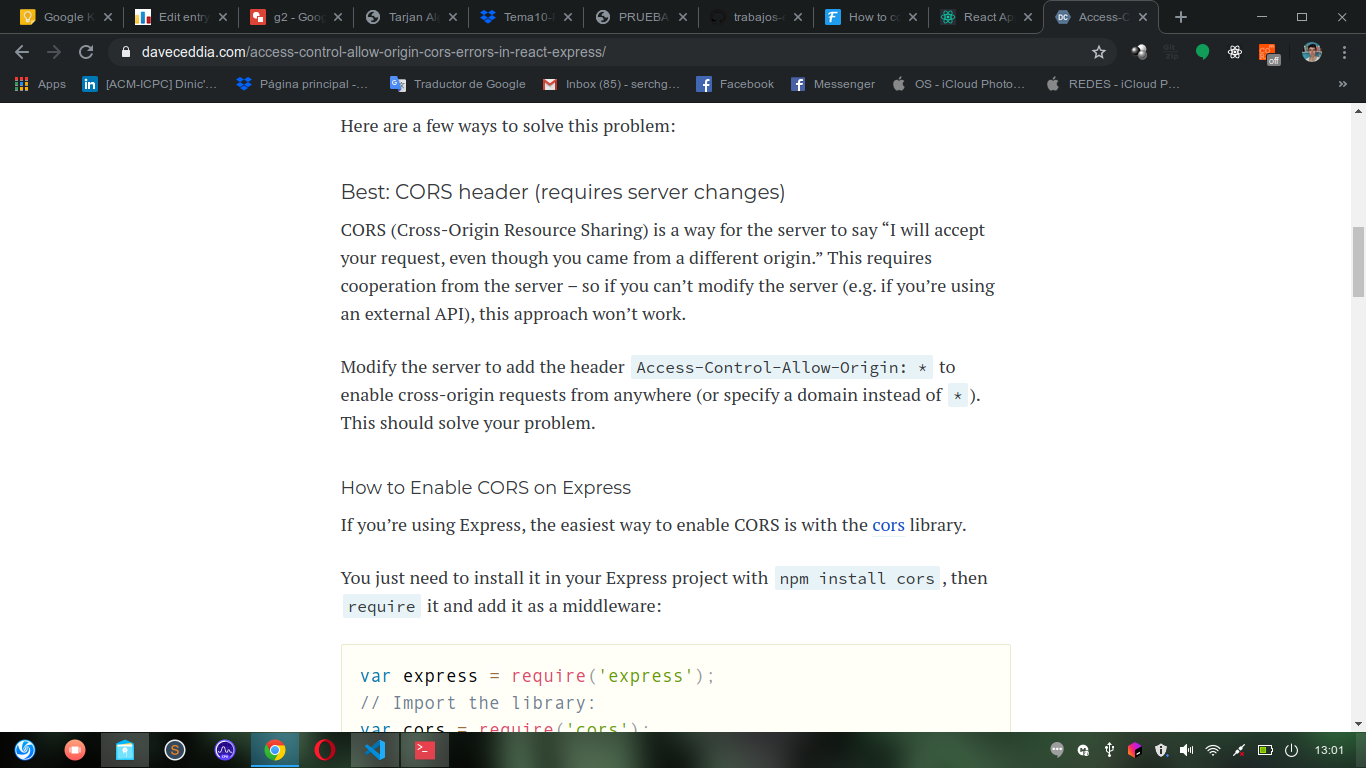 Google K
Edit entry
g2 - Goog
Tarjan Al
Tema10-
PRUEBA
trabajos-
How to co
React Ap
DC
Access-C
daveceddia.com/access-control-allow-origin-cors-errors-in-react-express/
off
Apps
[ACM-ICPC] Dinic'...
Página principal -...
Traductor de Google
Inbox (85) - serchg...
Facebook
Messenger
OS - iCloud Photo...
REDES - iCloud P...
»
Here are a few ways to solve this problem:
Best: CORS header (requires server changes)
CORS (Cross-Origin Resource Sharing) is a way for the server to say “I will accept
your request, even though you came from a different origin.” This requires
cooperation from the server – so if you can’t modify the server (e.g. if you’re using
an external API), this approach won’t work.
Modify the server to add the header Access-Control-Allow-Origin: * to
enable cross-origin requests from anywhere (or specify a domain instead of * ).
This should solve your problem.
How to Enable CORS on Express
If you’re using Express, the easiest way to enable CORS is with the cors library.
You just need to install it in your Express project with npm install cors , then
require it and add it as a middleware:
var express = require('express');
// Import the library:
var cors = require('cors');
13:01